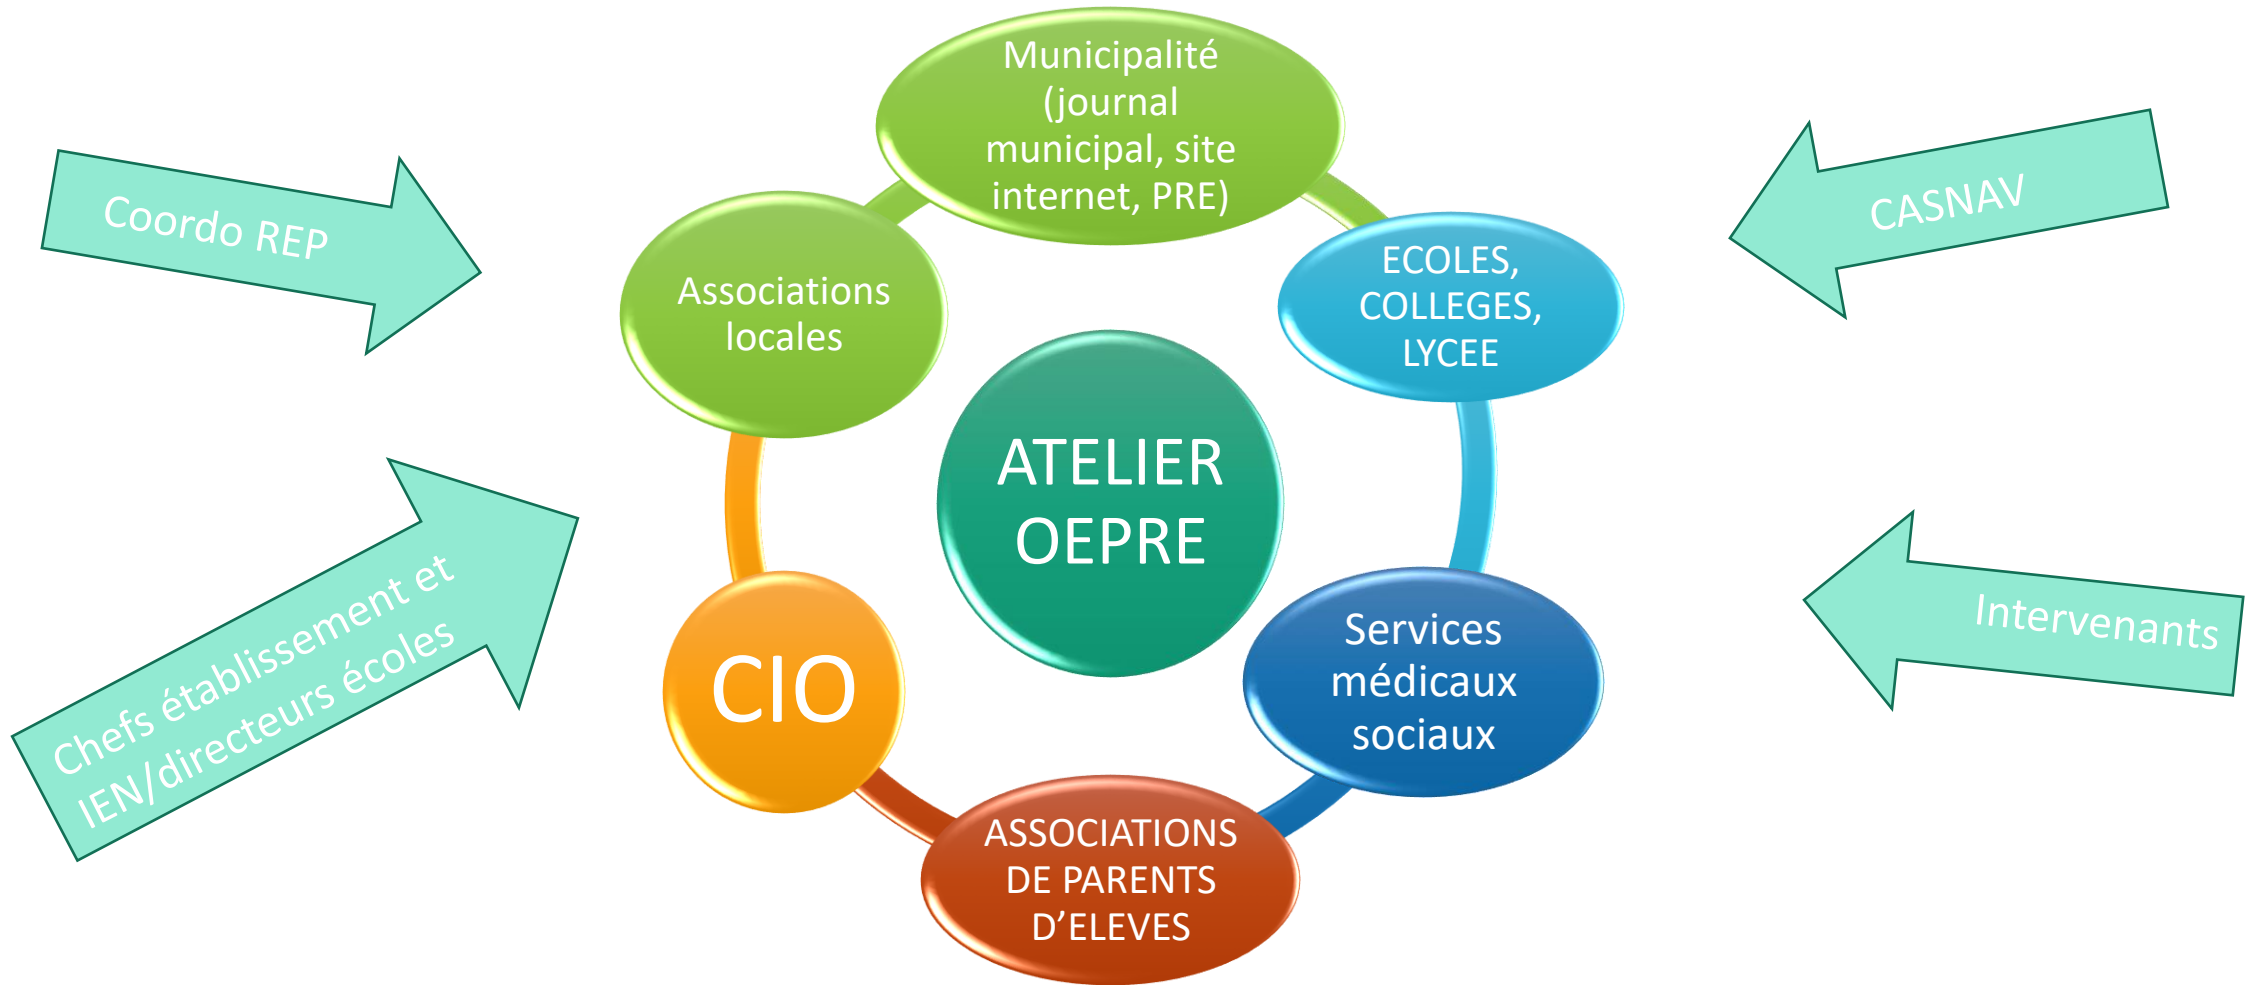 Municipalité
(journal
municipal, site
internet, PRE)
Coordo REP
CASNAV
Associations
locales
ECOLES,
COLLEGES,
LYCEE
ATELIER
OEPRE
Chefs établissement et
IEN/directeurs écoles
Intervenants
CIO
Services
médicaux
sociaux
ASSOCIATIONS
DE PARENTS
D’ELEVES